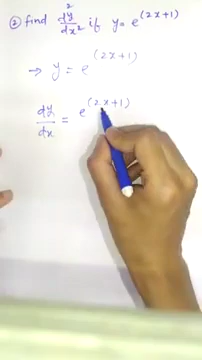 ② find d²y/dx² if y= e^(2x+1)
→ y = e^(2x+1)
dy/dx = e^(2x+1)